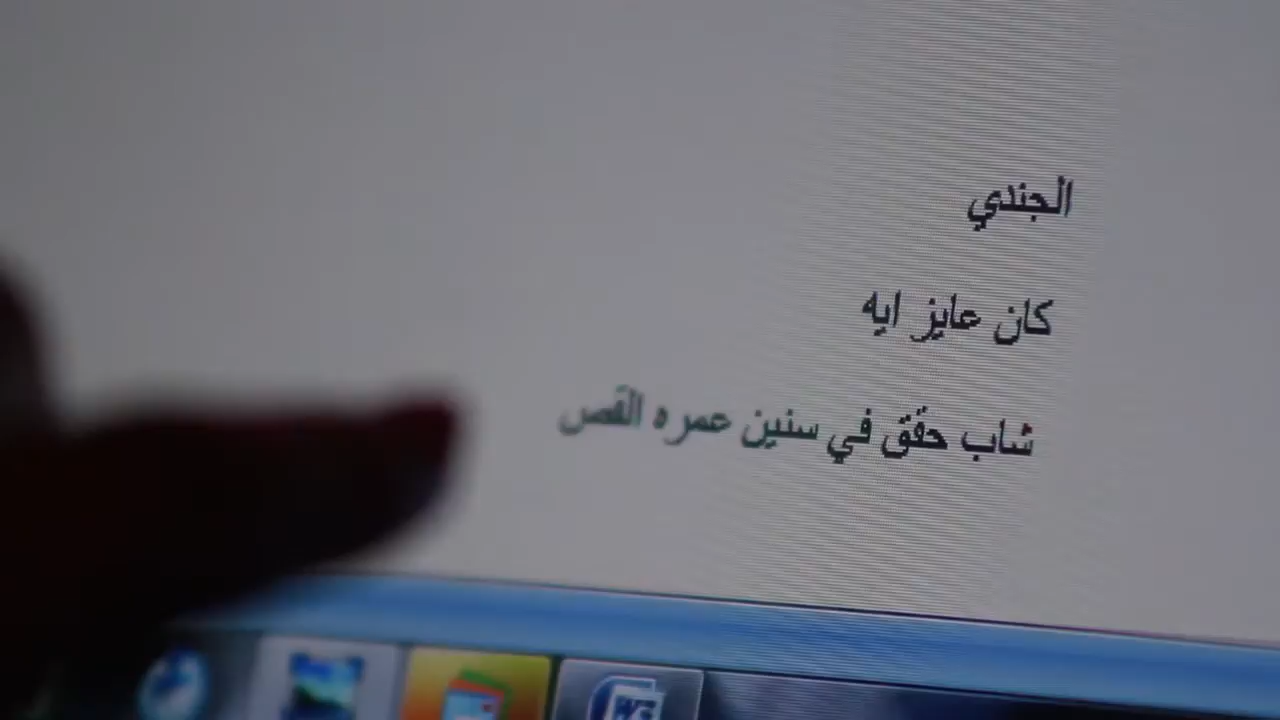 الجندي
كان عايز ايه
شاب حقق في سنين عمره القص